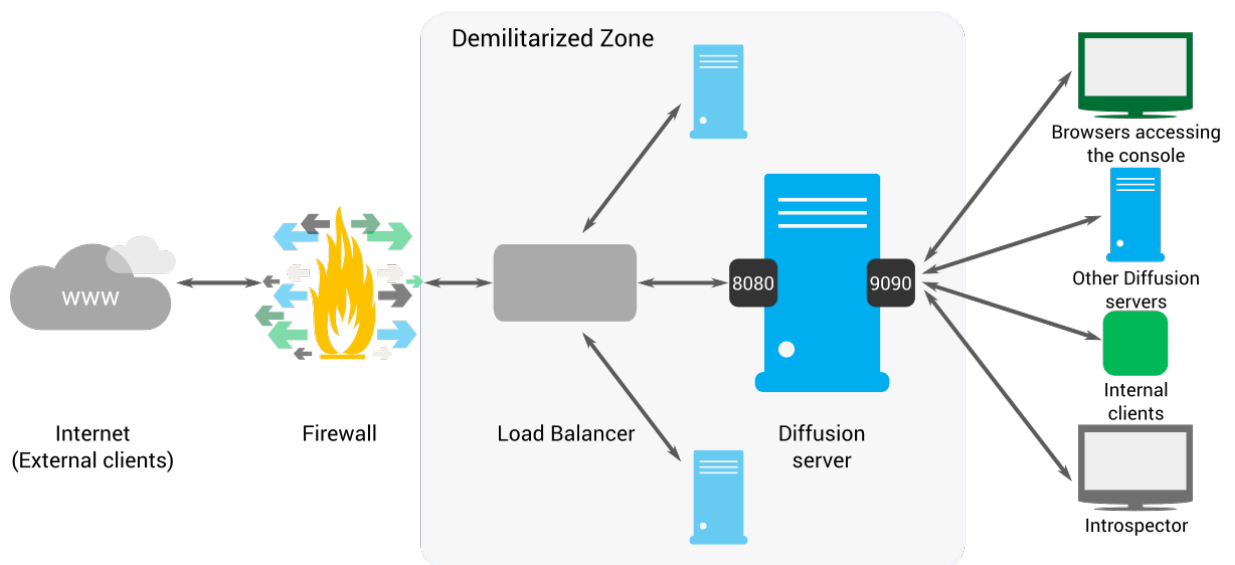 Demilitarized Zone
www
8080
9090
Browsers accessing
the console
Other Diffusion
servers
Internal
clients
Introspector
Internet
(External clients)
Firewall
Load Balancer
Diffusion
server